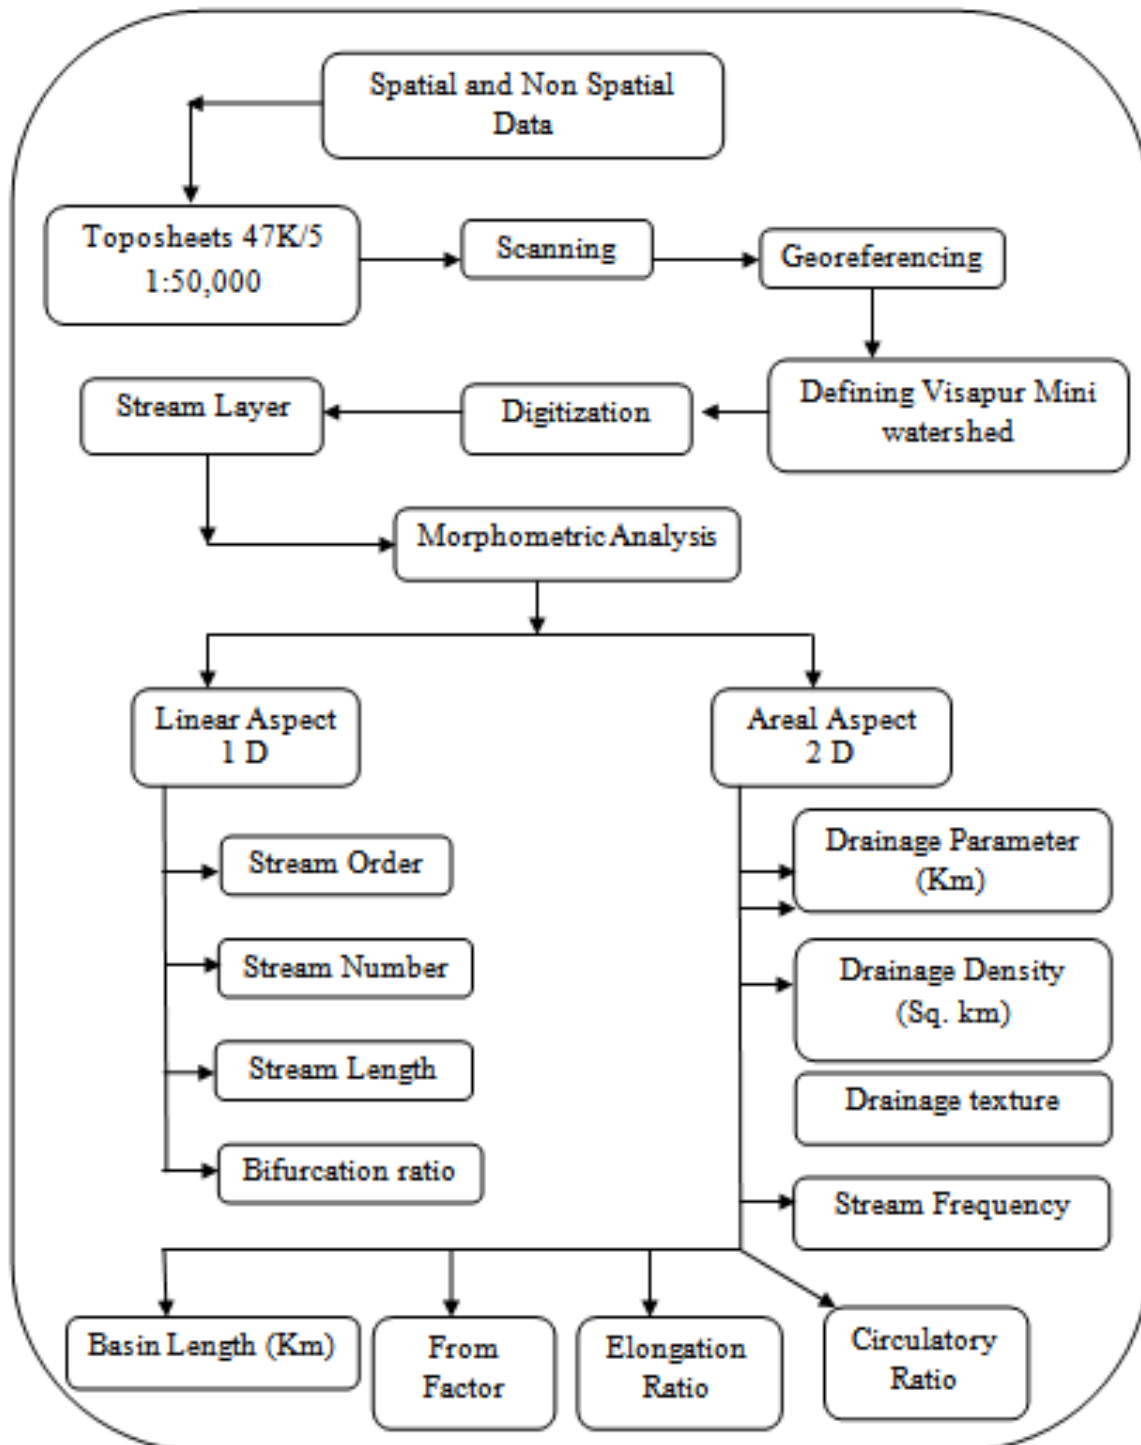 Spatial and Non Spatial
Data
Toposheets 47K/5
1:50,000
Scanning
Georeferencing
Defining Visapur Mini
watershed
Digitization
Stream Layer
Morphometric Analysis
Linear Aspect
1 D
Areal Aspect
2 D
Stream Order
Stream Number
Stream Length
Bifurcation ratio
Drainage Parameter
(Km)
Drainage Density
(Sq. km)
Drainage texture
Stream Frequency
Basin Length (Km)
From
Factor
Elongation
Ratio
Circulatory
Ratio